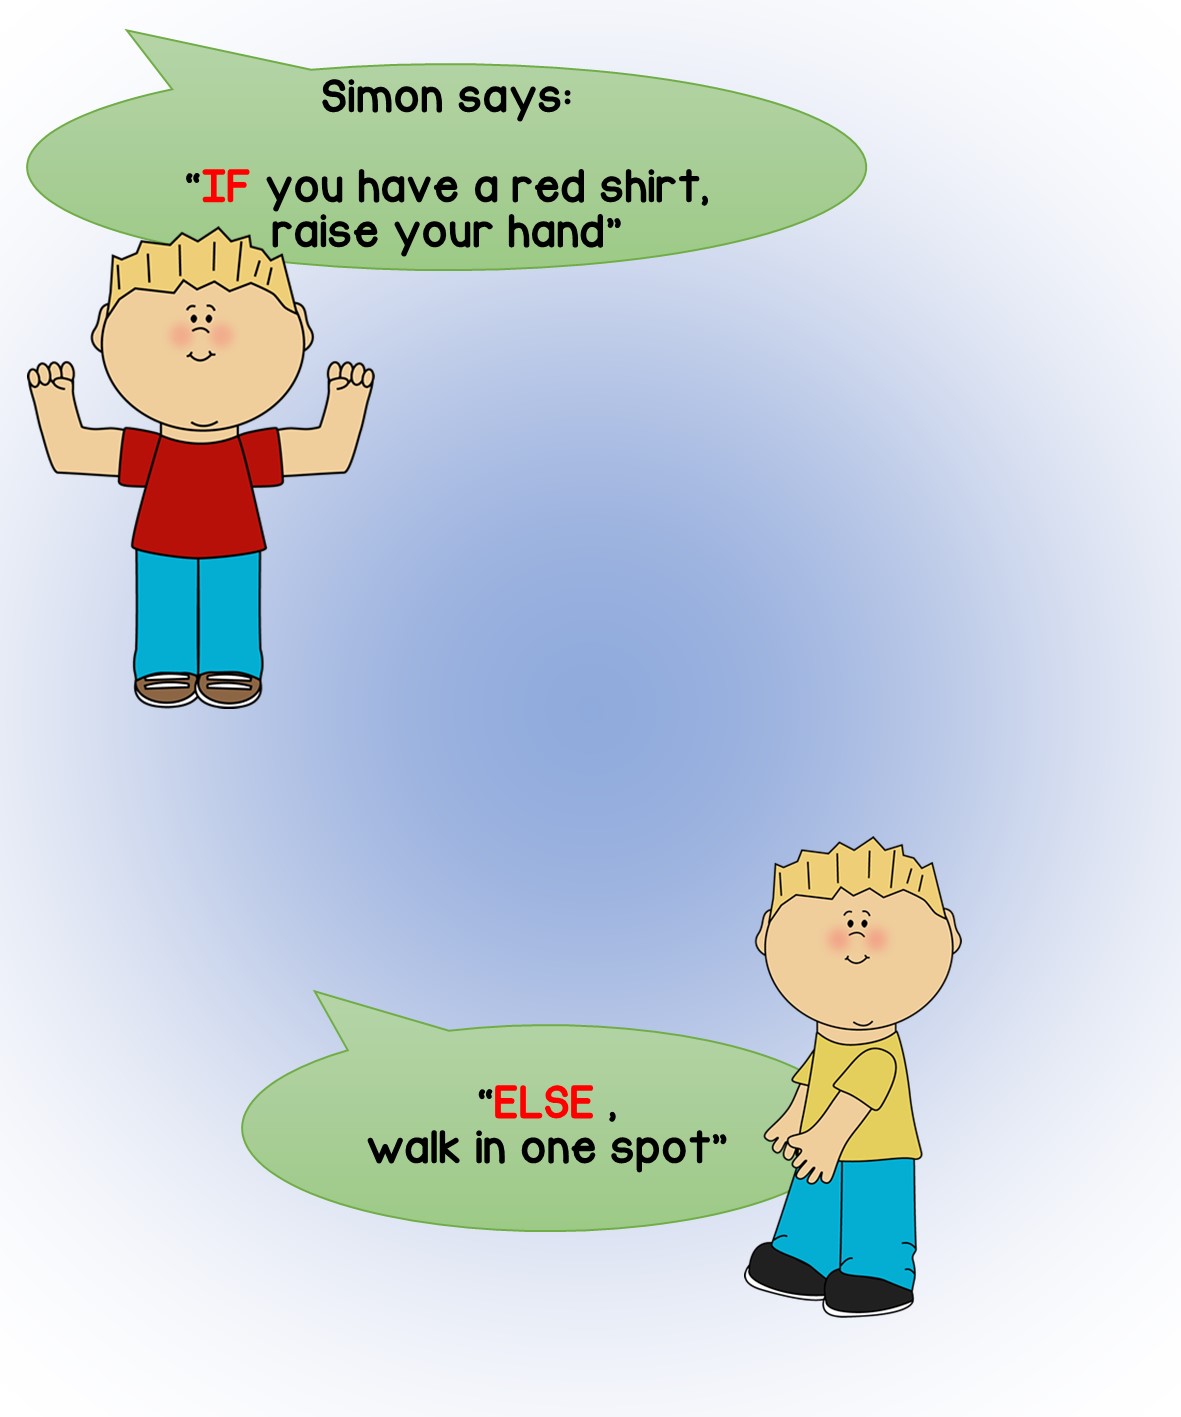 Simon says:
“IF you have a red shirt,
raise your hand”
“ELSE ,
walk in one spot”